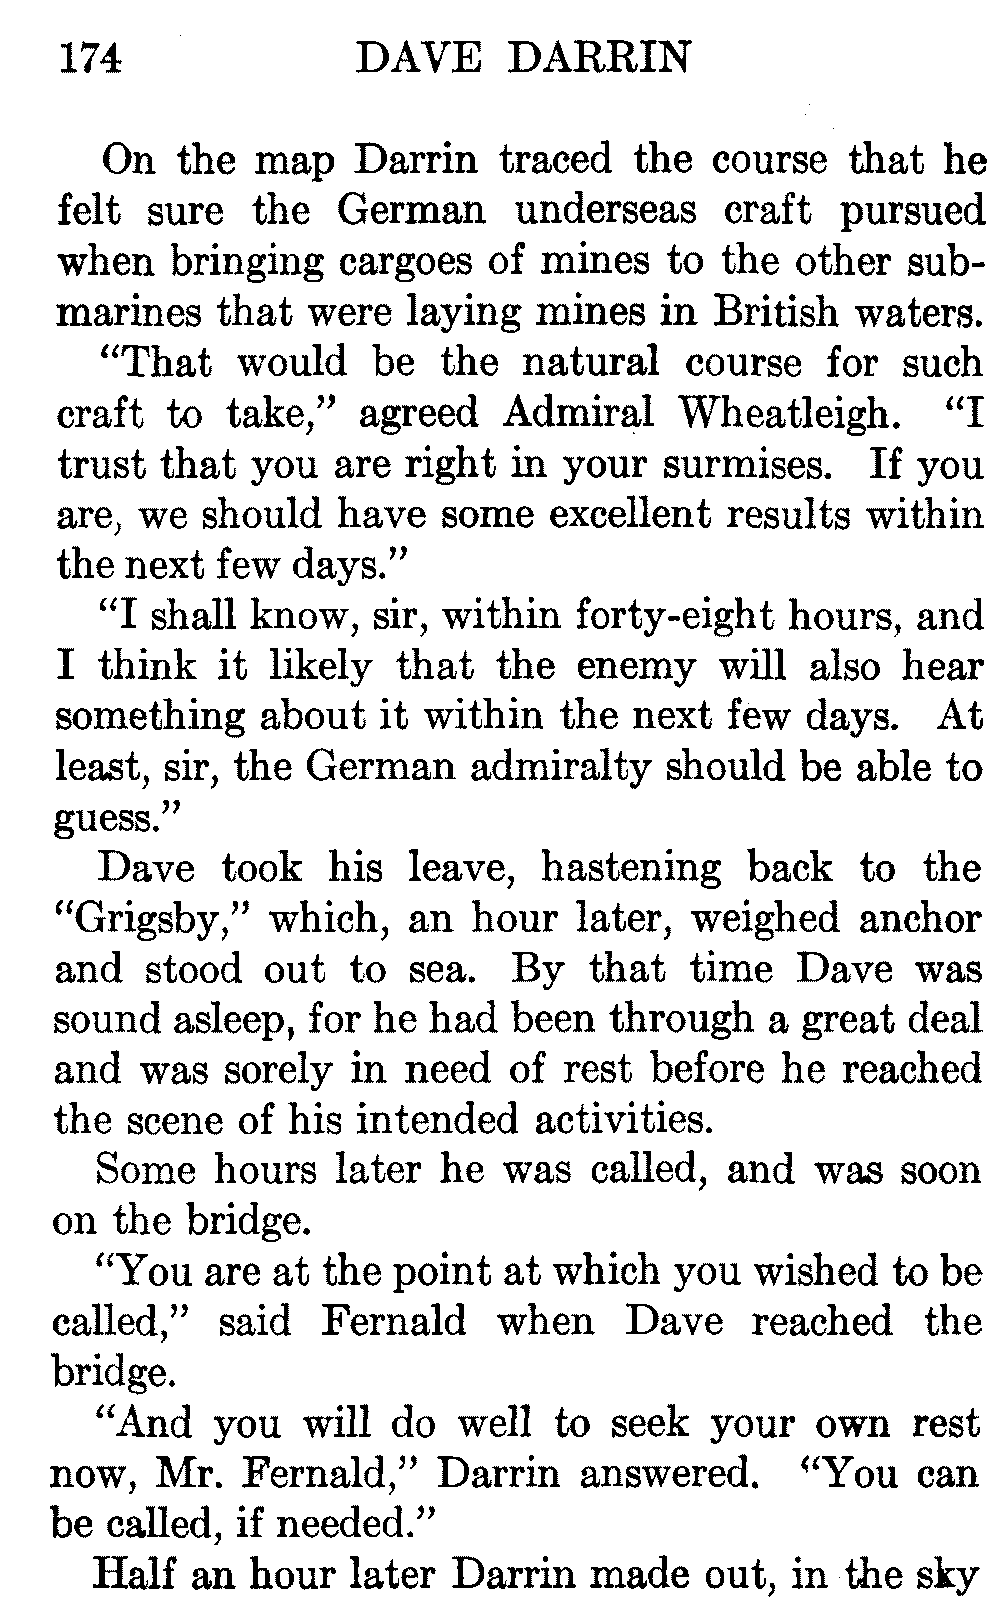 174 DAVE DARRIN
On the map Darrin traced the course that he
felt sure the German underseas craft pursued
when bringing cargoes of mines to the other sub-
marines that were laying mines in British waters.
“That would be the natural course for such
craft to take,” agreed Admiral Wheatleigh. “I
trust that you are right in your surmises. If you
are, we should have some excellent results within
the next few days.”
“I shall know, sir, within forty-eight hours, and
I think it likely that the enemy will also hear
something about it within the next few days. At
least, sir, the German admiralty should be able to
guess.”
Dave took his leave, hastening back to the
“Grigsby,” which, an hour later, weighed anchor
and stood out to sea. By that time Dave was
sound asleep, for he had been through a great deal
and was sorely in need of rest before he reached
the scene of his intended activities.
Some hours later he was called, and was soon
on the bridge.
“You are at the point at which you wished to be
called,” said Fernald when Dave reached the
bridge.
“And you will do well to seek your own rest
now, Mr. Fernald,” Darrin answered. “You can
be called, if needed.”
Half an hour later Darrin made out, in the sky